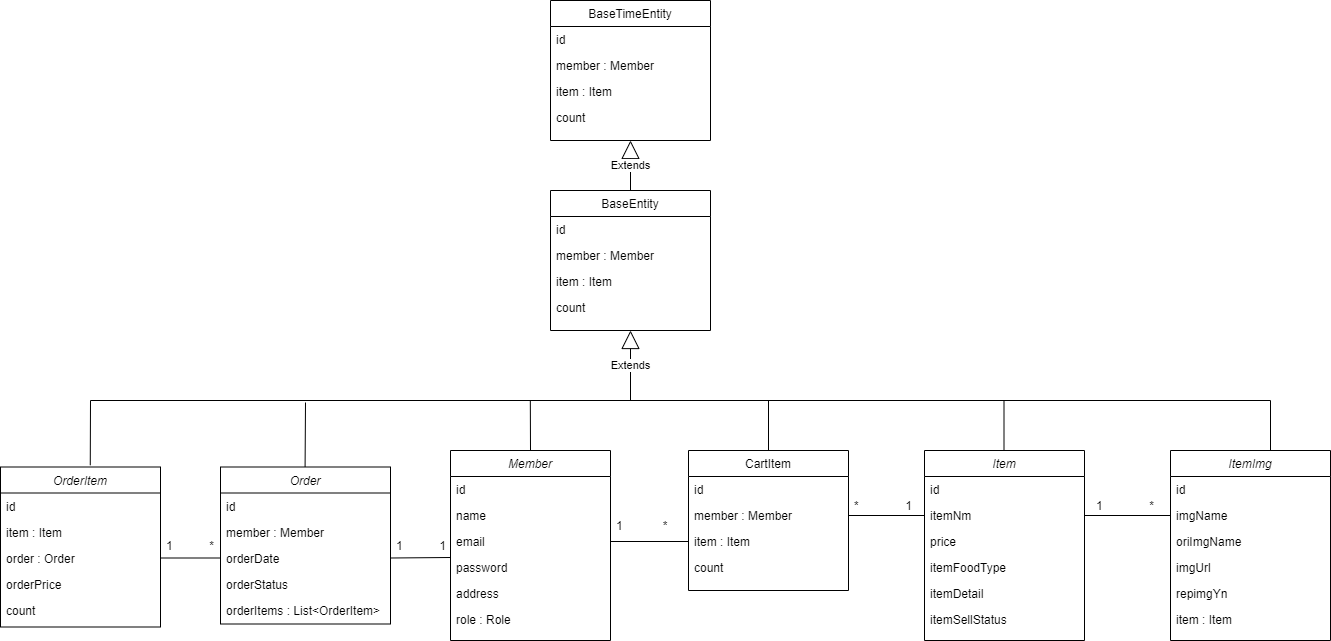 BaseTimeEntity
id
member : Member
item : Item
count
Extends
BaseEntity
id
member : Member
item : Item
count
Extends
OrderItem
id
item : Item
order : Order
orderPrice
count
1
*
Order
id
member : Member
orderDate
orderStatus
orderItems : List<OrderItem>
1
1
Member
id
name
email
password
address
role : Role
1
*
CartItem
id
member : Member
item : Item
count
*
1
Item
id
itemNm
price
itemFoodType
itemDetail
itemSellStatus
1
*
ItemImg
id
imgName
oriImgName
imgUrl
repimgYn
item : Item